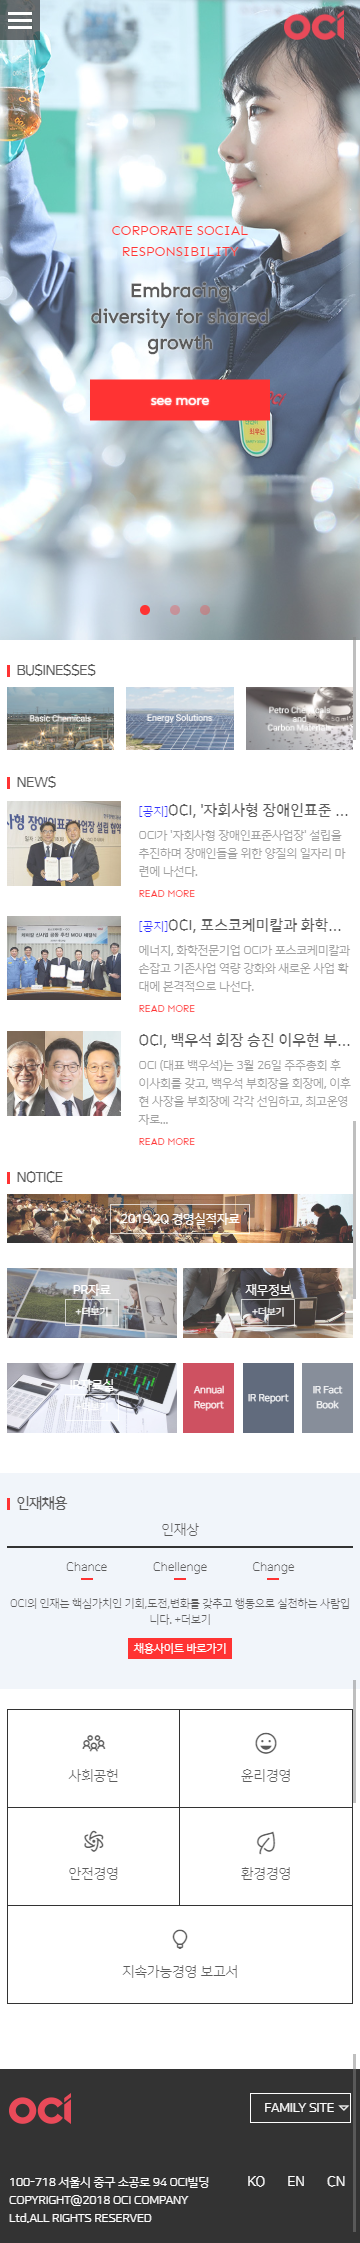 OCI
CORPORATE SOCIAL
RESPONSIBILITY
Embracing
diversity for shared
growth
see more
BUSINESSES
Basic Chemicals
Energy Solutions
Petro Chemicals
and
Carbon Materials
NEWS
[공지]OCI, '자회사형 장애인표준 ...
OCI가 '자회사형 장애인표준사업장' 설립을
추진하며 장애인들을 위한 양질의 일자리 마
련에 나선다.
READ MORE
[공지]OCI, 포스코케미칼과 화학...
에너지, 화학전문기업 OCI가 포스코케미칼과
손잡고 기존사업 역량 강화와 새로운 사업 확
대에 본격적으로 나선다.
READ MORE
OCI, 백우석 회장 승진 이우현 부...
OCI (대표 백우석)는 3월 26일 주주총회 후
이사회를 갖고, 백우석 부회장을 회장에, 이우
현 사장을 부회장에 각각 선임하고, 최고운영
자로...
READ MORE
NOTICE
2019.2Q 경영실적자료
PR자료
+더보기
재무정보
+더보기
Annual
Report
IR Report
IR Fact
Book
인재채용
인재상
Chance Chellenge Change
OCI의 인재는 핵심가치인 기회,도전,변화를 갖추고 행동으로 실천하는 사람입
니다. +더보기
채용사이트 바로가기
사회공헌
윤리경영
안전경영
환경경영
지속가능경영 보고서
OCI
FAMILY SITE
100-718 서울시 중구 소공로 94 OCI빌딩
COPYRIGHT@2018 OCI COMPANY
Ltd,ALL RIGHTS RESERVED
KO EN CN